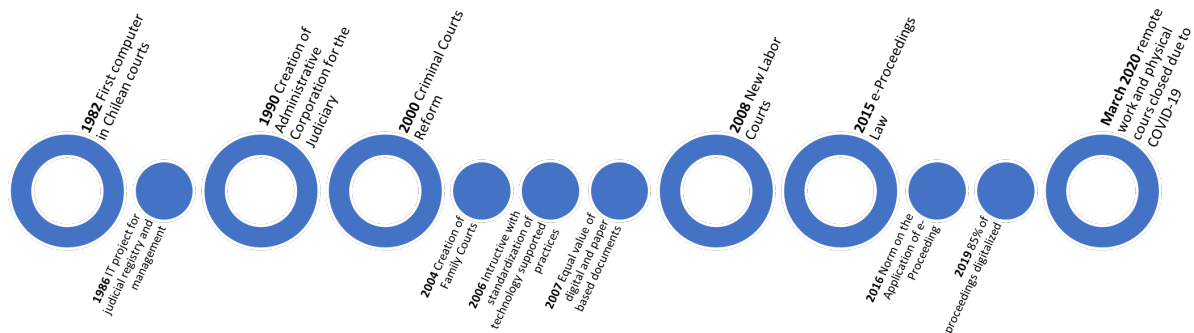 1982 First computer
in Chilean courts
1986 IT project for
judicial registry and
management
1990 Creation of
Administrative
Corporation for the
Judiciary
2000 Criminal Courts
Reform
2004 Creation of
Family Courts
2006 Intructive with
standardization of
technology supported
practices
2007 Equal value of
digital and paper
based documents
2008 New Labor
Courts
2015 e-Proceedings
Law
2016 Norm on the
Application of e-
Proceeding
2019 85% of
proceedings digitalized
March 2020 remote
work and physical
cours closed due to
COVID-19